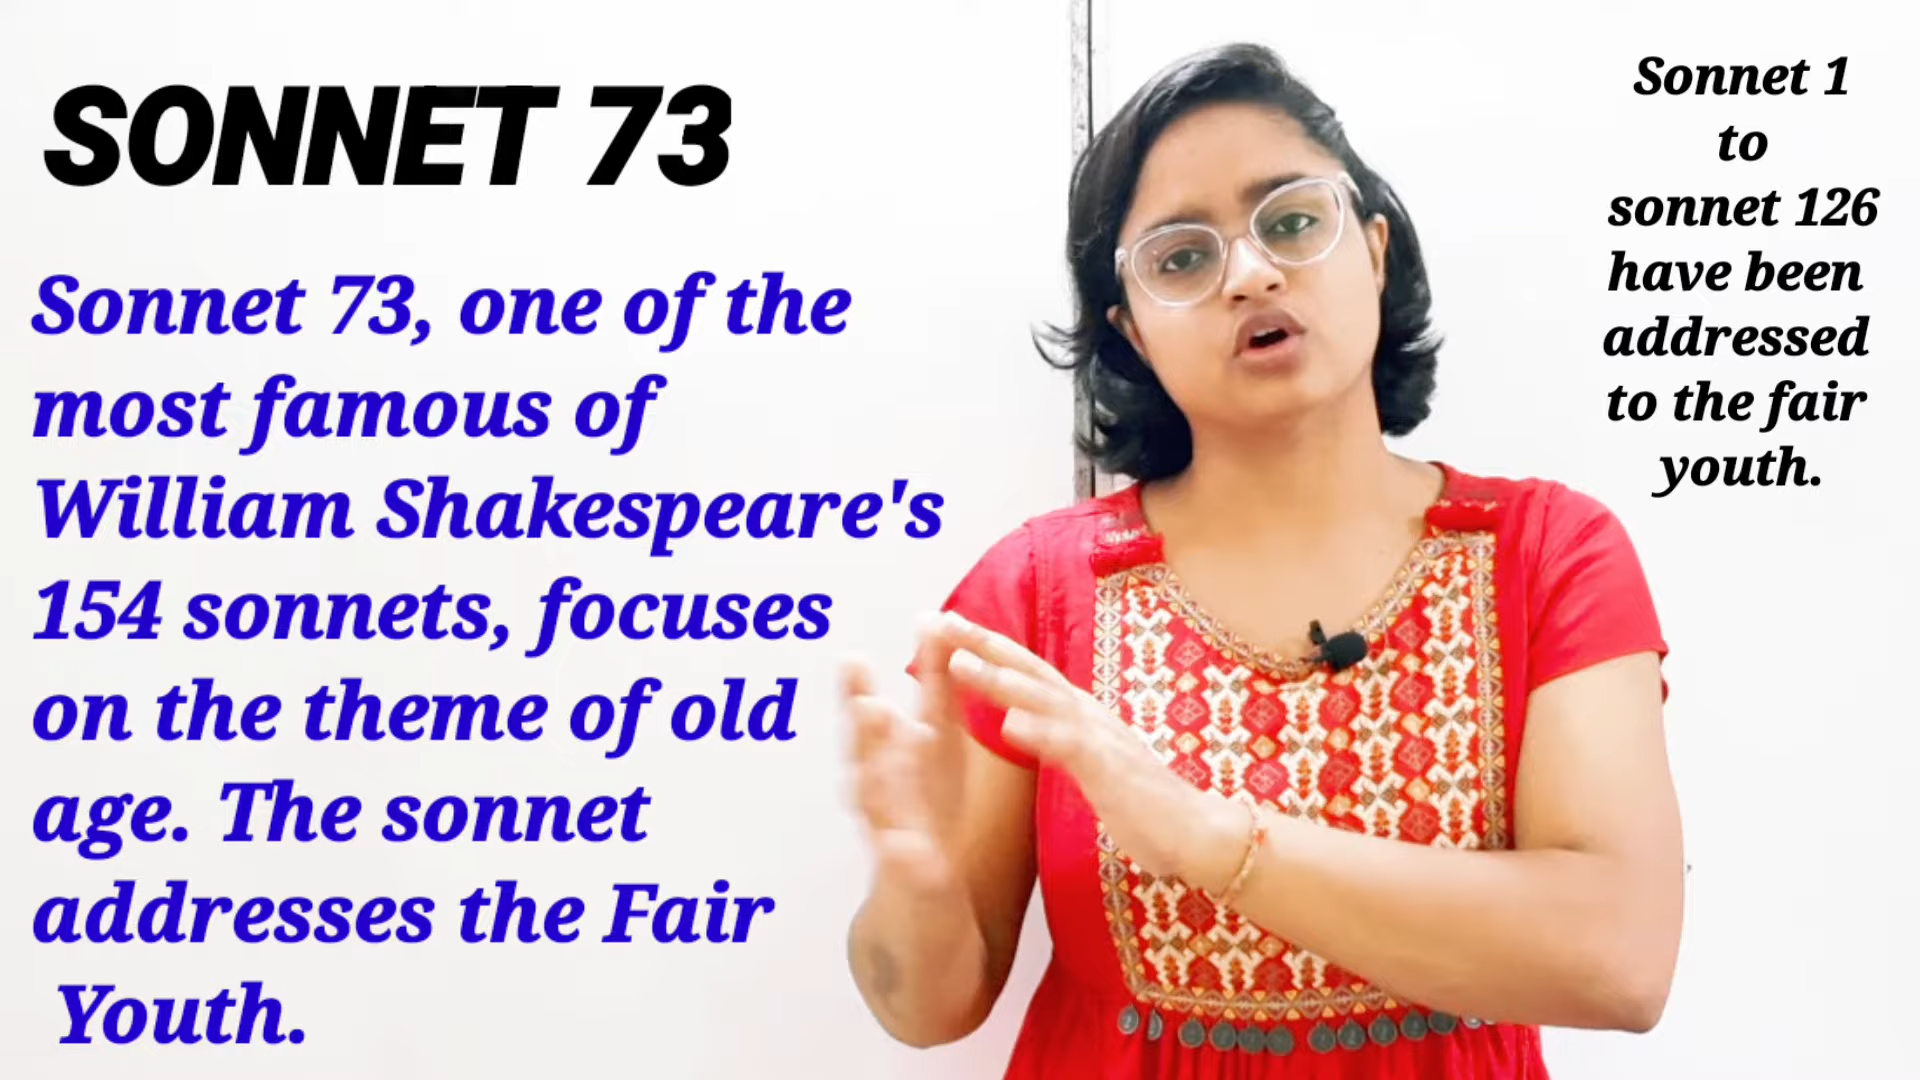 SONNET 73
Sonnet 73, one of the
most famous of
William Shakespeare's
154 sonnets, focuses
on the theme of old
age. The sonnet
addresses the Fair
Youth.
Sonnet 1
to
sonnet 126
have been
addressed
to the fair
youth.